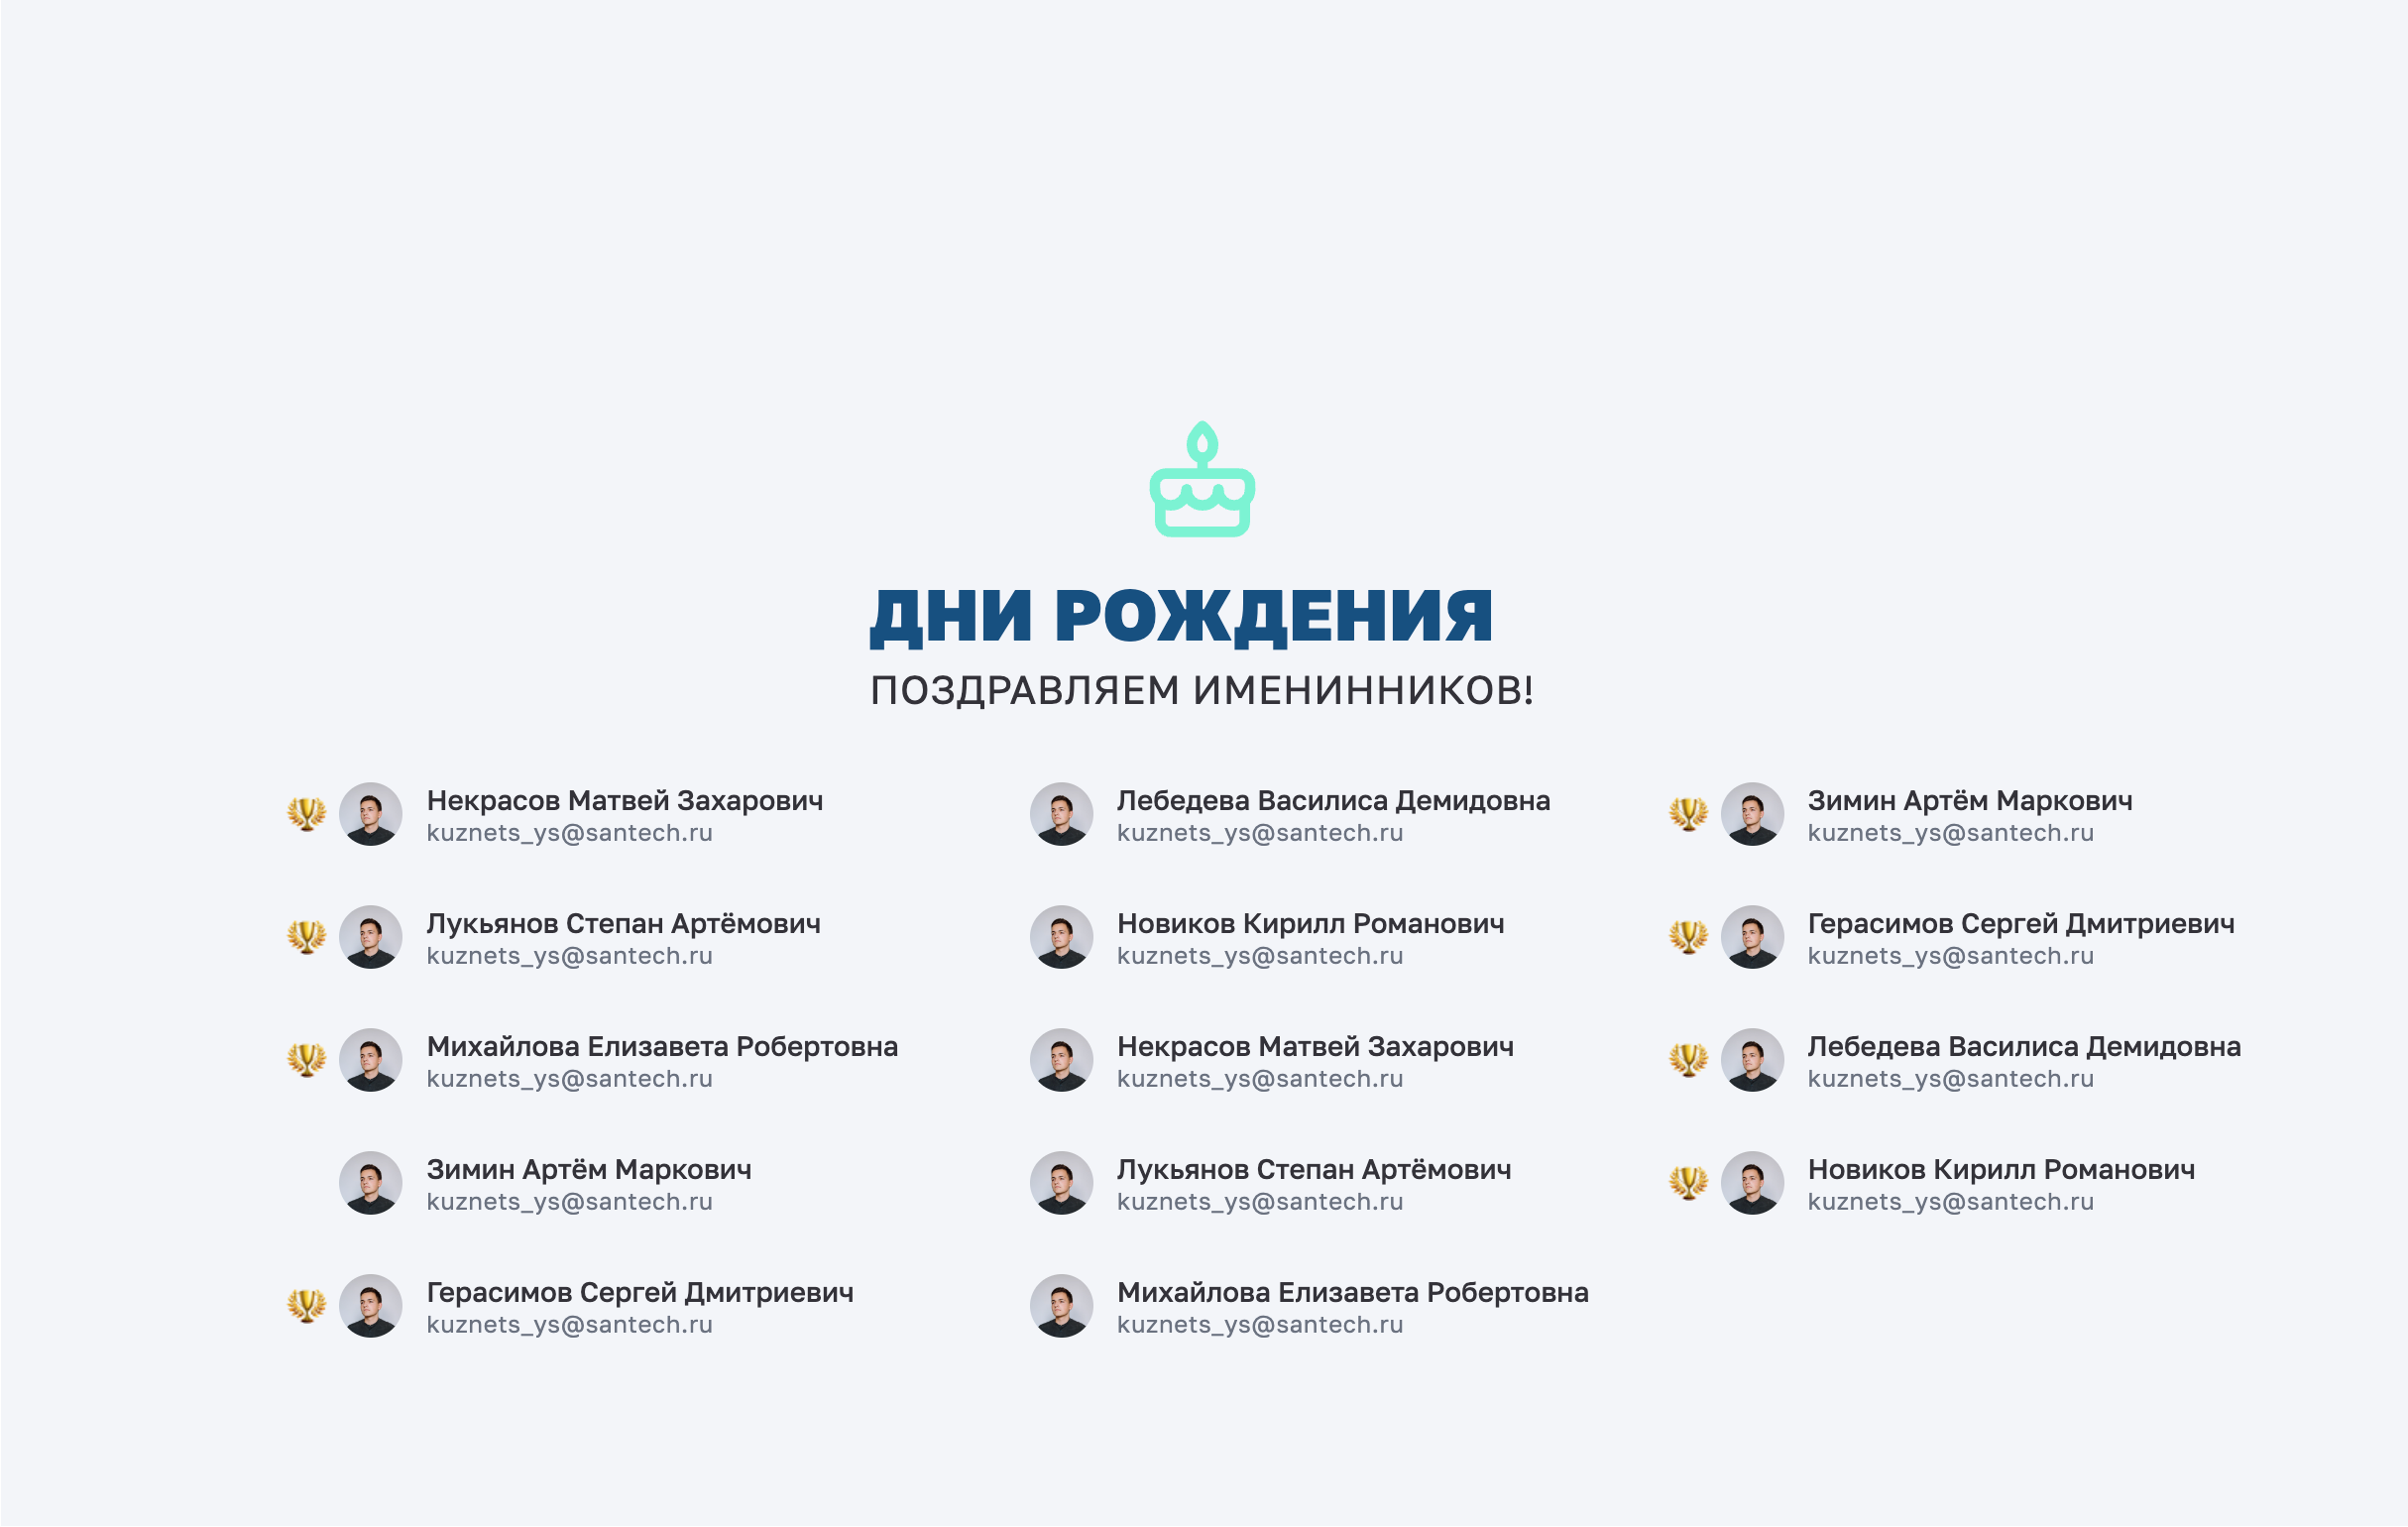 ДНИ РОЖДЕНИЯ
ПОЗДРАВЛЯЕМ ИМЕНИННИКОВ!
Некрасов Матвей Захарович
kuznets_ys@santech.ru
Лукьянов Степан Артёмович
kuznets_ys@santech.ru
Михайлова Елизавета Робертовна
kuznets_ys@santech.ru
Зимин Артём Маркович
kuznets_ys@santech.ru
Герасимов Сергей Дмитриевич
kuznets_ys@santech.ru
Лебедева Василиса Демидовна
kuznets_ys@santech.ru
Новиков Кирилл Романович
kuznets_ys@santech.ru
Некрасов Матвей Захарович
kuznets_ys@santech.ru
Лукьянов Степан Артёмович
kuznets_ys@santech.ru
Михайлова Елизавета Робертовна
kuznets_ys@santech.ru
Зимин Артём Маркович
kuznets_ys@santech.ru
Герасимов Сергей Дмитриевич
kuznets_ys@santech.ru
Лебедева Василиса Демидовна
kuznets_ys@santech.ru
Новиков Кирилл Романович
kuznets_ys@santech.ru